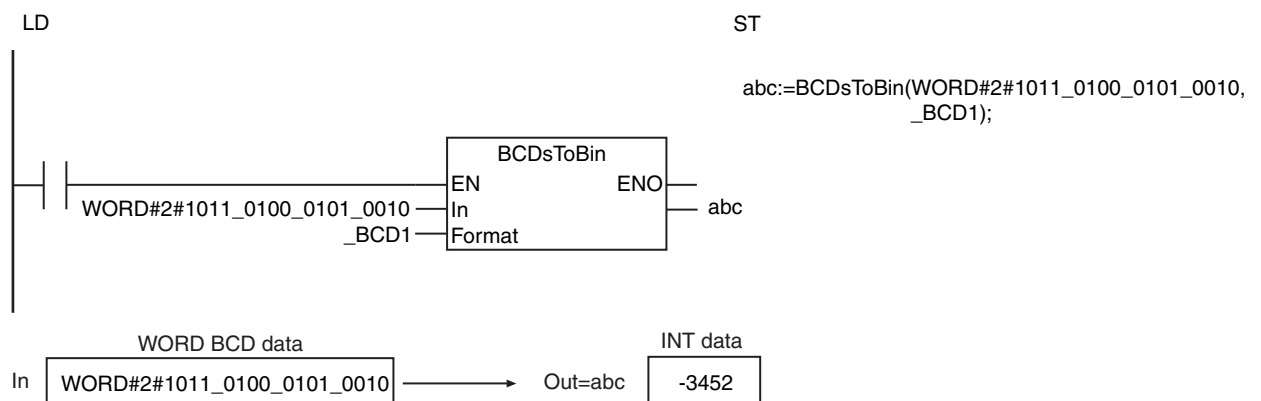 LD
ST
abc:=BCDsToBin(WORD#2#1011_0100_0101_0010,
_BCD1);
BCDsToBin
EN ENO
WORD#2#1011_0100_0101_0010 In abc
_BCD1 Format
WORD BCD data INT data
In WORD#2#1011_0100_0101_0010 Out=abc -3452